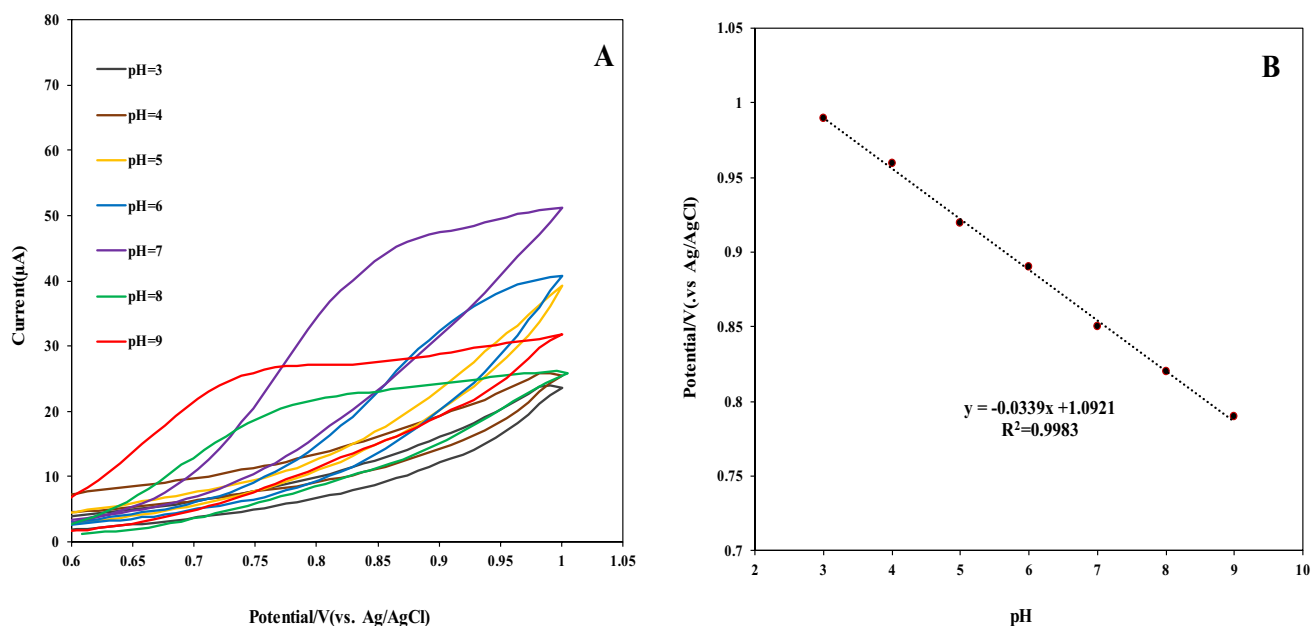 A
80
70
60
50
40
30
20
10
0
Current(µA)
pH=3
pH=4
pH=5
pH=6
pH=7
pH=8
pH=9
0.6 0.65 0.7 0.75 0.8 0.85 0.9 0.95 1 1.05
Potential/V(vs. Ag/AgCl)
B
1.05
1
0.95
0.9
0.85
0.8
0.75
0.7
Potential/V(.vs Ag/AgCl)
y = -0.0339x +1.0921
R²=0.9983
2 3 4 5 6 7 8 9 10
pH